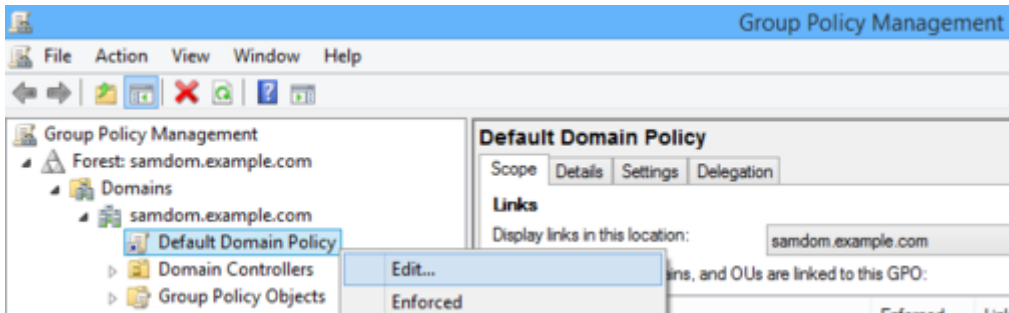 Group Policy Management
File Action View Window Help
Group Policy Management
Forest: samdom.example.com
Domains
samdom.example.com
Default Domain Policy
Domain Controllers
Group Policy Objects
Edit...
Enforced
Default Domain Policy
Scope Details Settings Delegation
Links
Display links in this location: samdom.example.com
ains, and OUs are linked to this GPO: